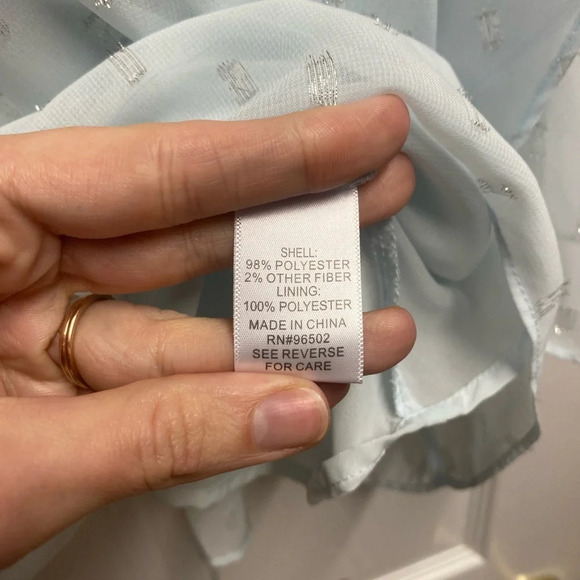 SHELL:
98% POLYESTER
2% OTHER FIBER
LINING:
100% POLYESTER
MADE IN CHINA
RN#96502
SEE REVERSE
FOR CARE